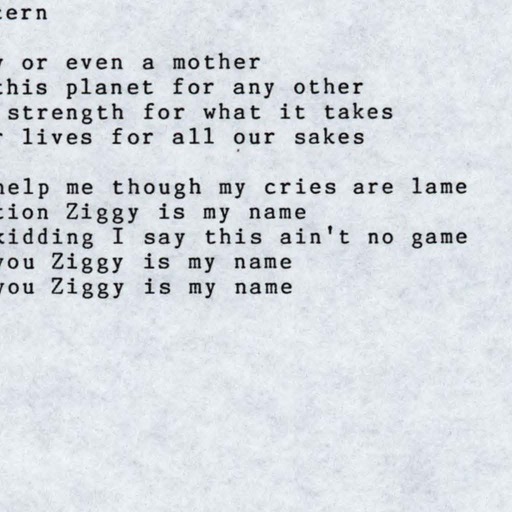 tern
y or even a mother
this planet for any other
strength for what it takes
r lives for all our sakes
help me though my cries are lame
tion Ziggy is my name
kidding I say this ain't no game
you Ziggy is my name
you Ziggy is my name